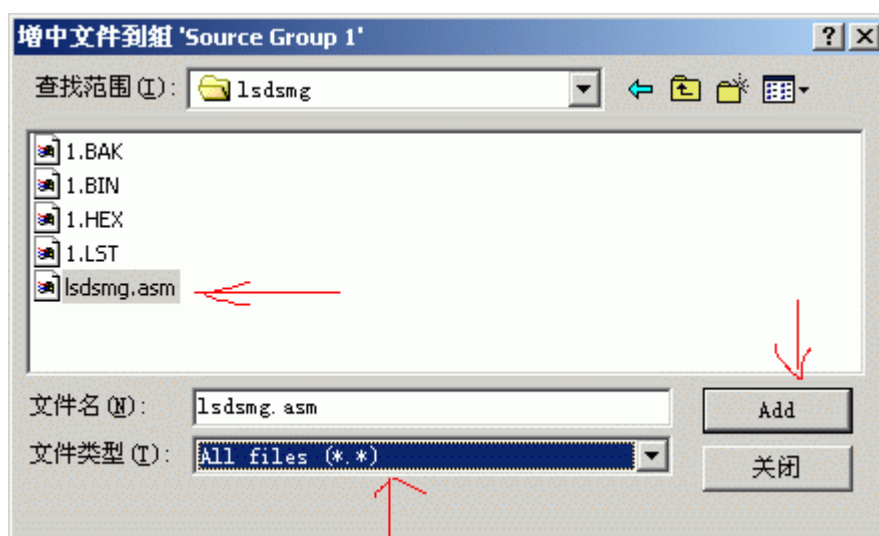 增中文件到组 'Source Group 1'
查找范围(I): lsdsmg
1.BAK
1.BIN
1.HEX
1.LST
lsdsmg.asm
文件名(N): lsdsmg.asm Add
文件类型(T): All files (*.*) 关闭